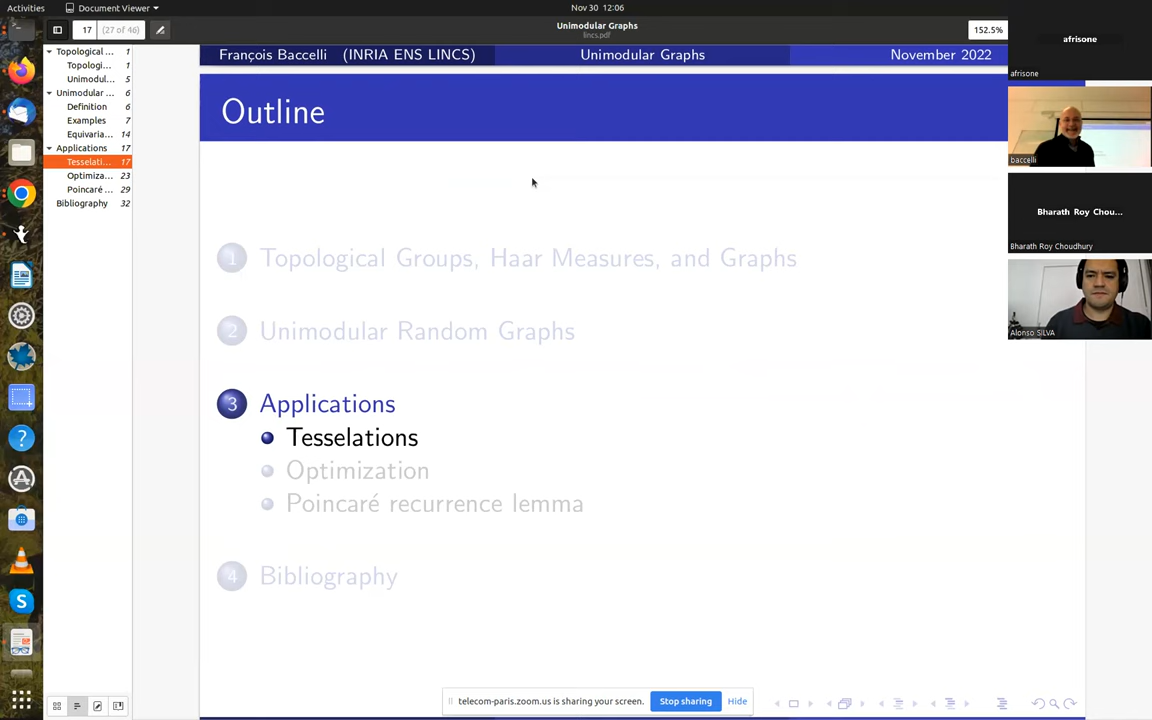 Activities
Document Viewer
Nov 30 12:06
17
(27 of 46)
Unimodular Graphs
lincs.pdf
152.5%
Topological ... 1
Topologi... 1
Unimodul... 5
Unimodular ... 6
Definition 6
Examples 7
Equivaria... 14
Applications 17
Tesselati... 17
Optimiza... 23
Poincaré ... 29
Bibliography 32
François Baccelli (INRIA ENS LINCS)
Unimodular Graphs
November 2022
Outline
1 Topological Groups, Haar Measures, and Graphs
2 Unimodular Random Graphs
3 Applications
Tesselations
Optimization
Poincaré recurrence lemma
4 Bibliography
telecom-paris.zoom.us is sharing your screen.
Stop sharing
Hide
afrisone
afrisone
baccelli
Bharath Roy Chou...
Bharath Roy Choudhury
Alonso SILVA